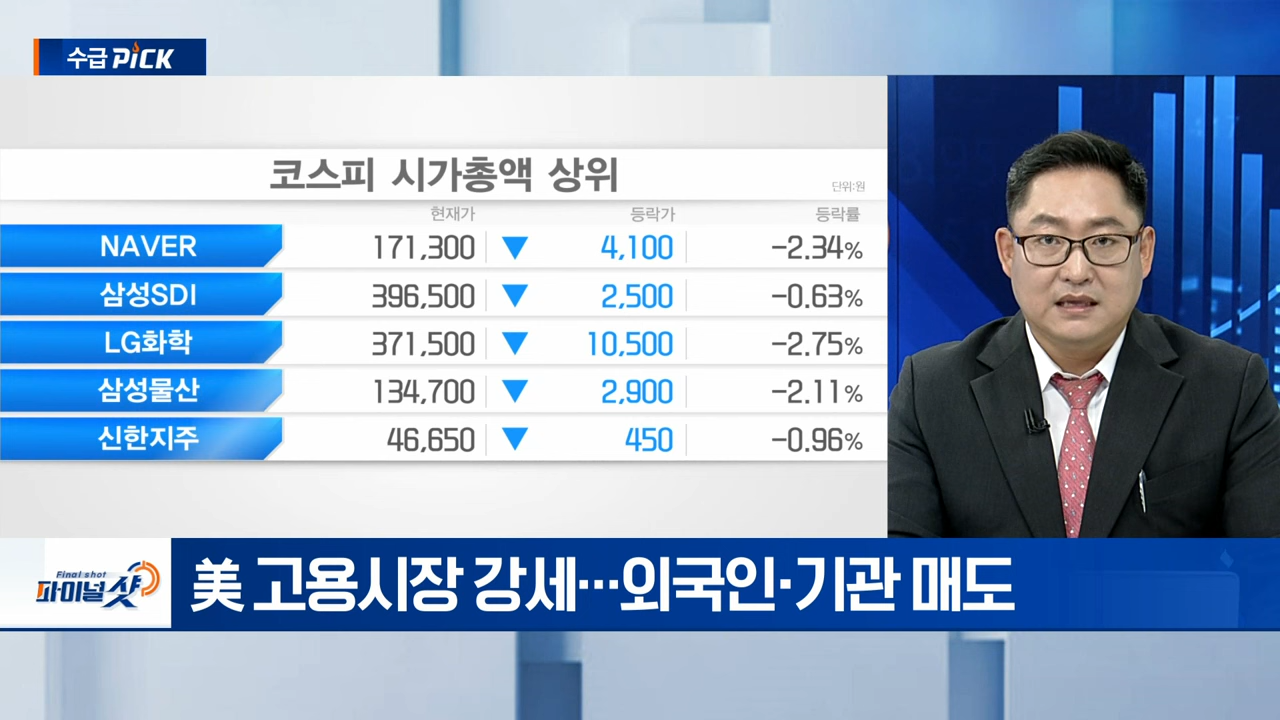 수급 PiCK
코스피 시가총액 상위
단위:원
현재가 등락가 등락률
NAVER 171,300 ▼ 4,100 -2.34%
삼성SDI 396,500 ▼ 2,500 -0.63%
LG화학 371,500 ▼ 10,500 -2.75%
삼성물산 134,700 ▼ 2,900 -2.11%
신한지주 46,650 ▼ 450 -0.96%
Final shot
파이널샷
美 고용시장 강세…외국인·기관 매도